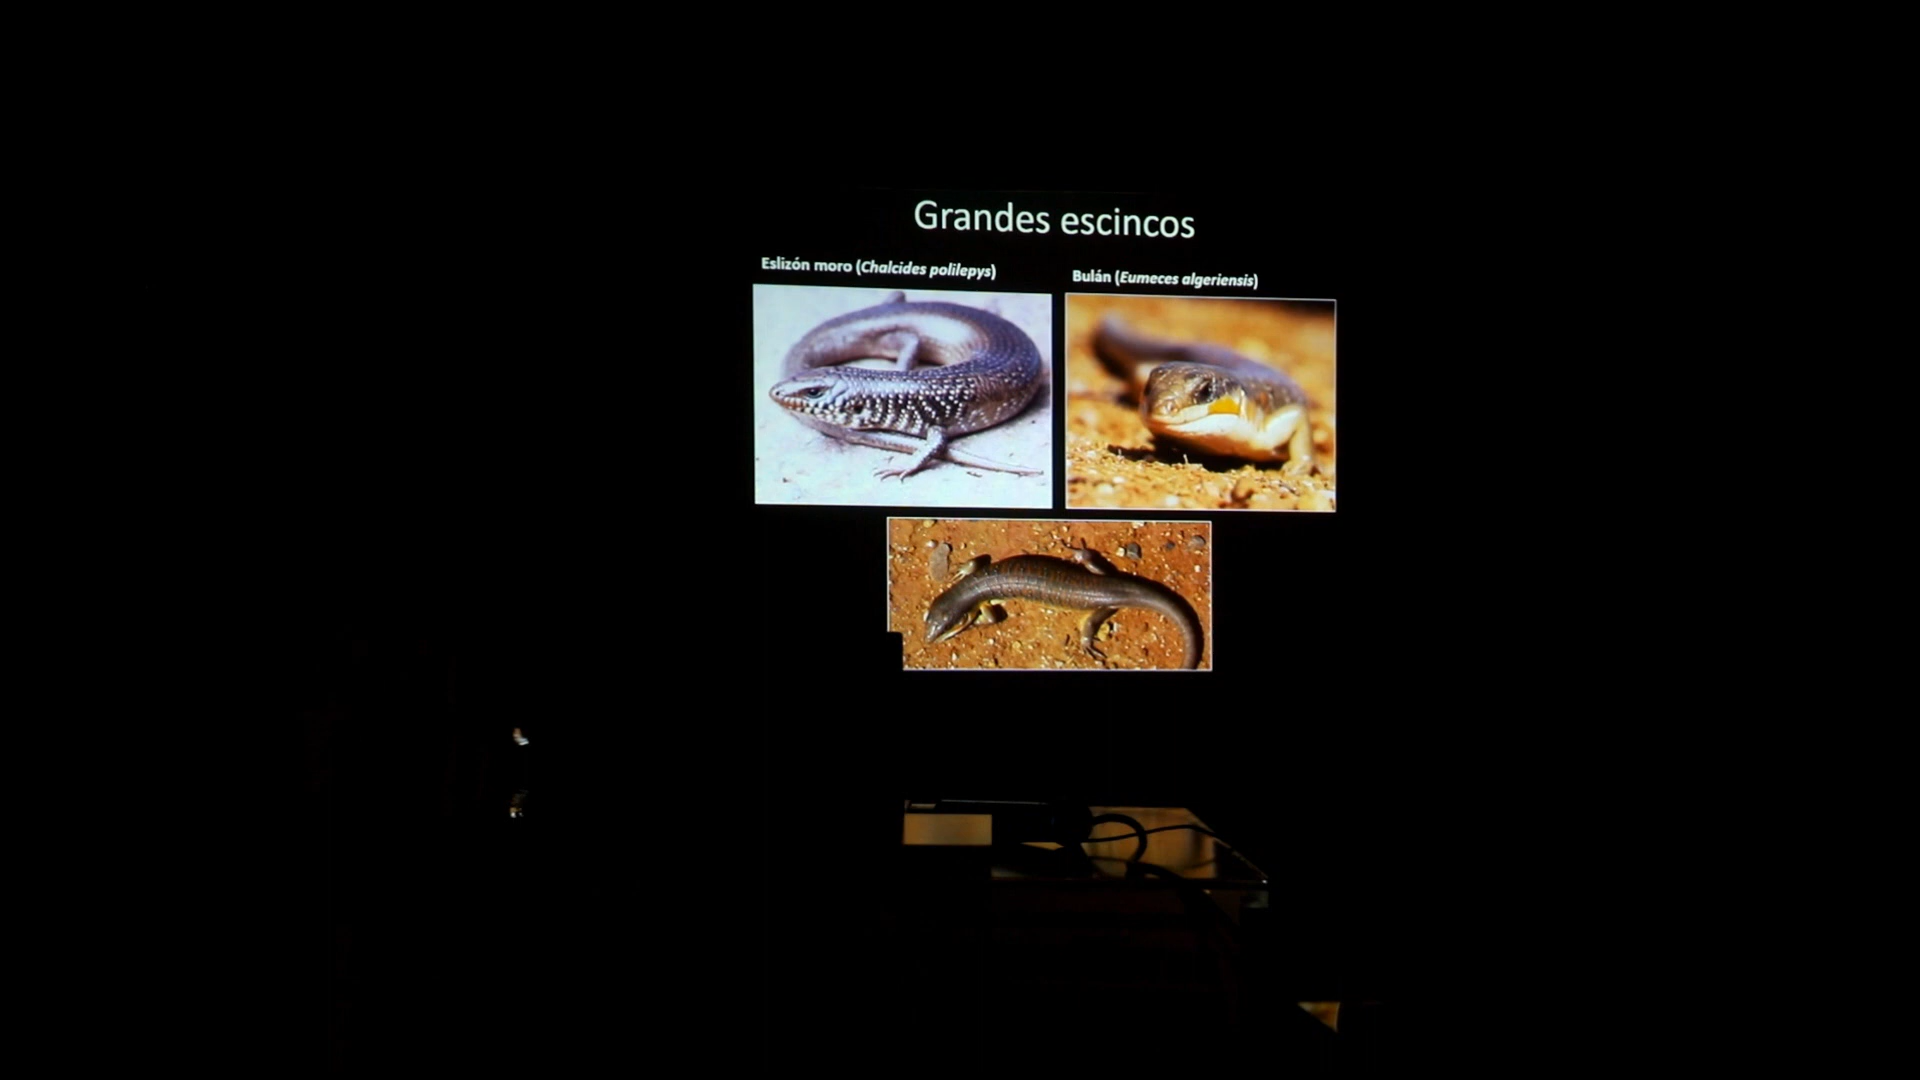 Grandes escincos
Eslizón moro (Chalcides polilepys)
Bulán (Eumeces algeriensis)